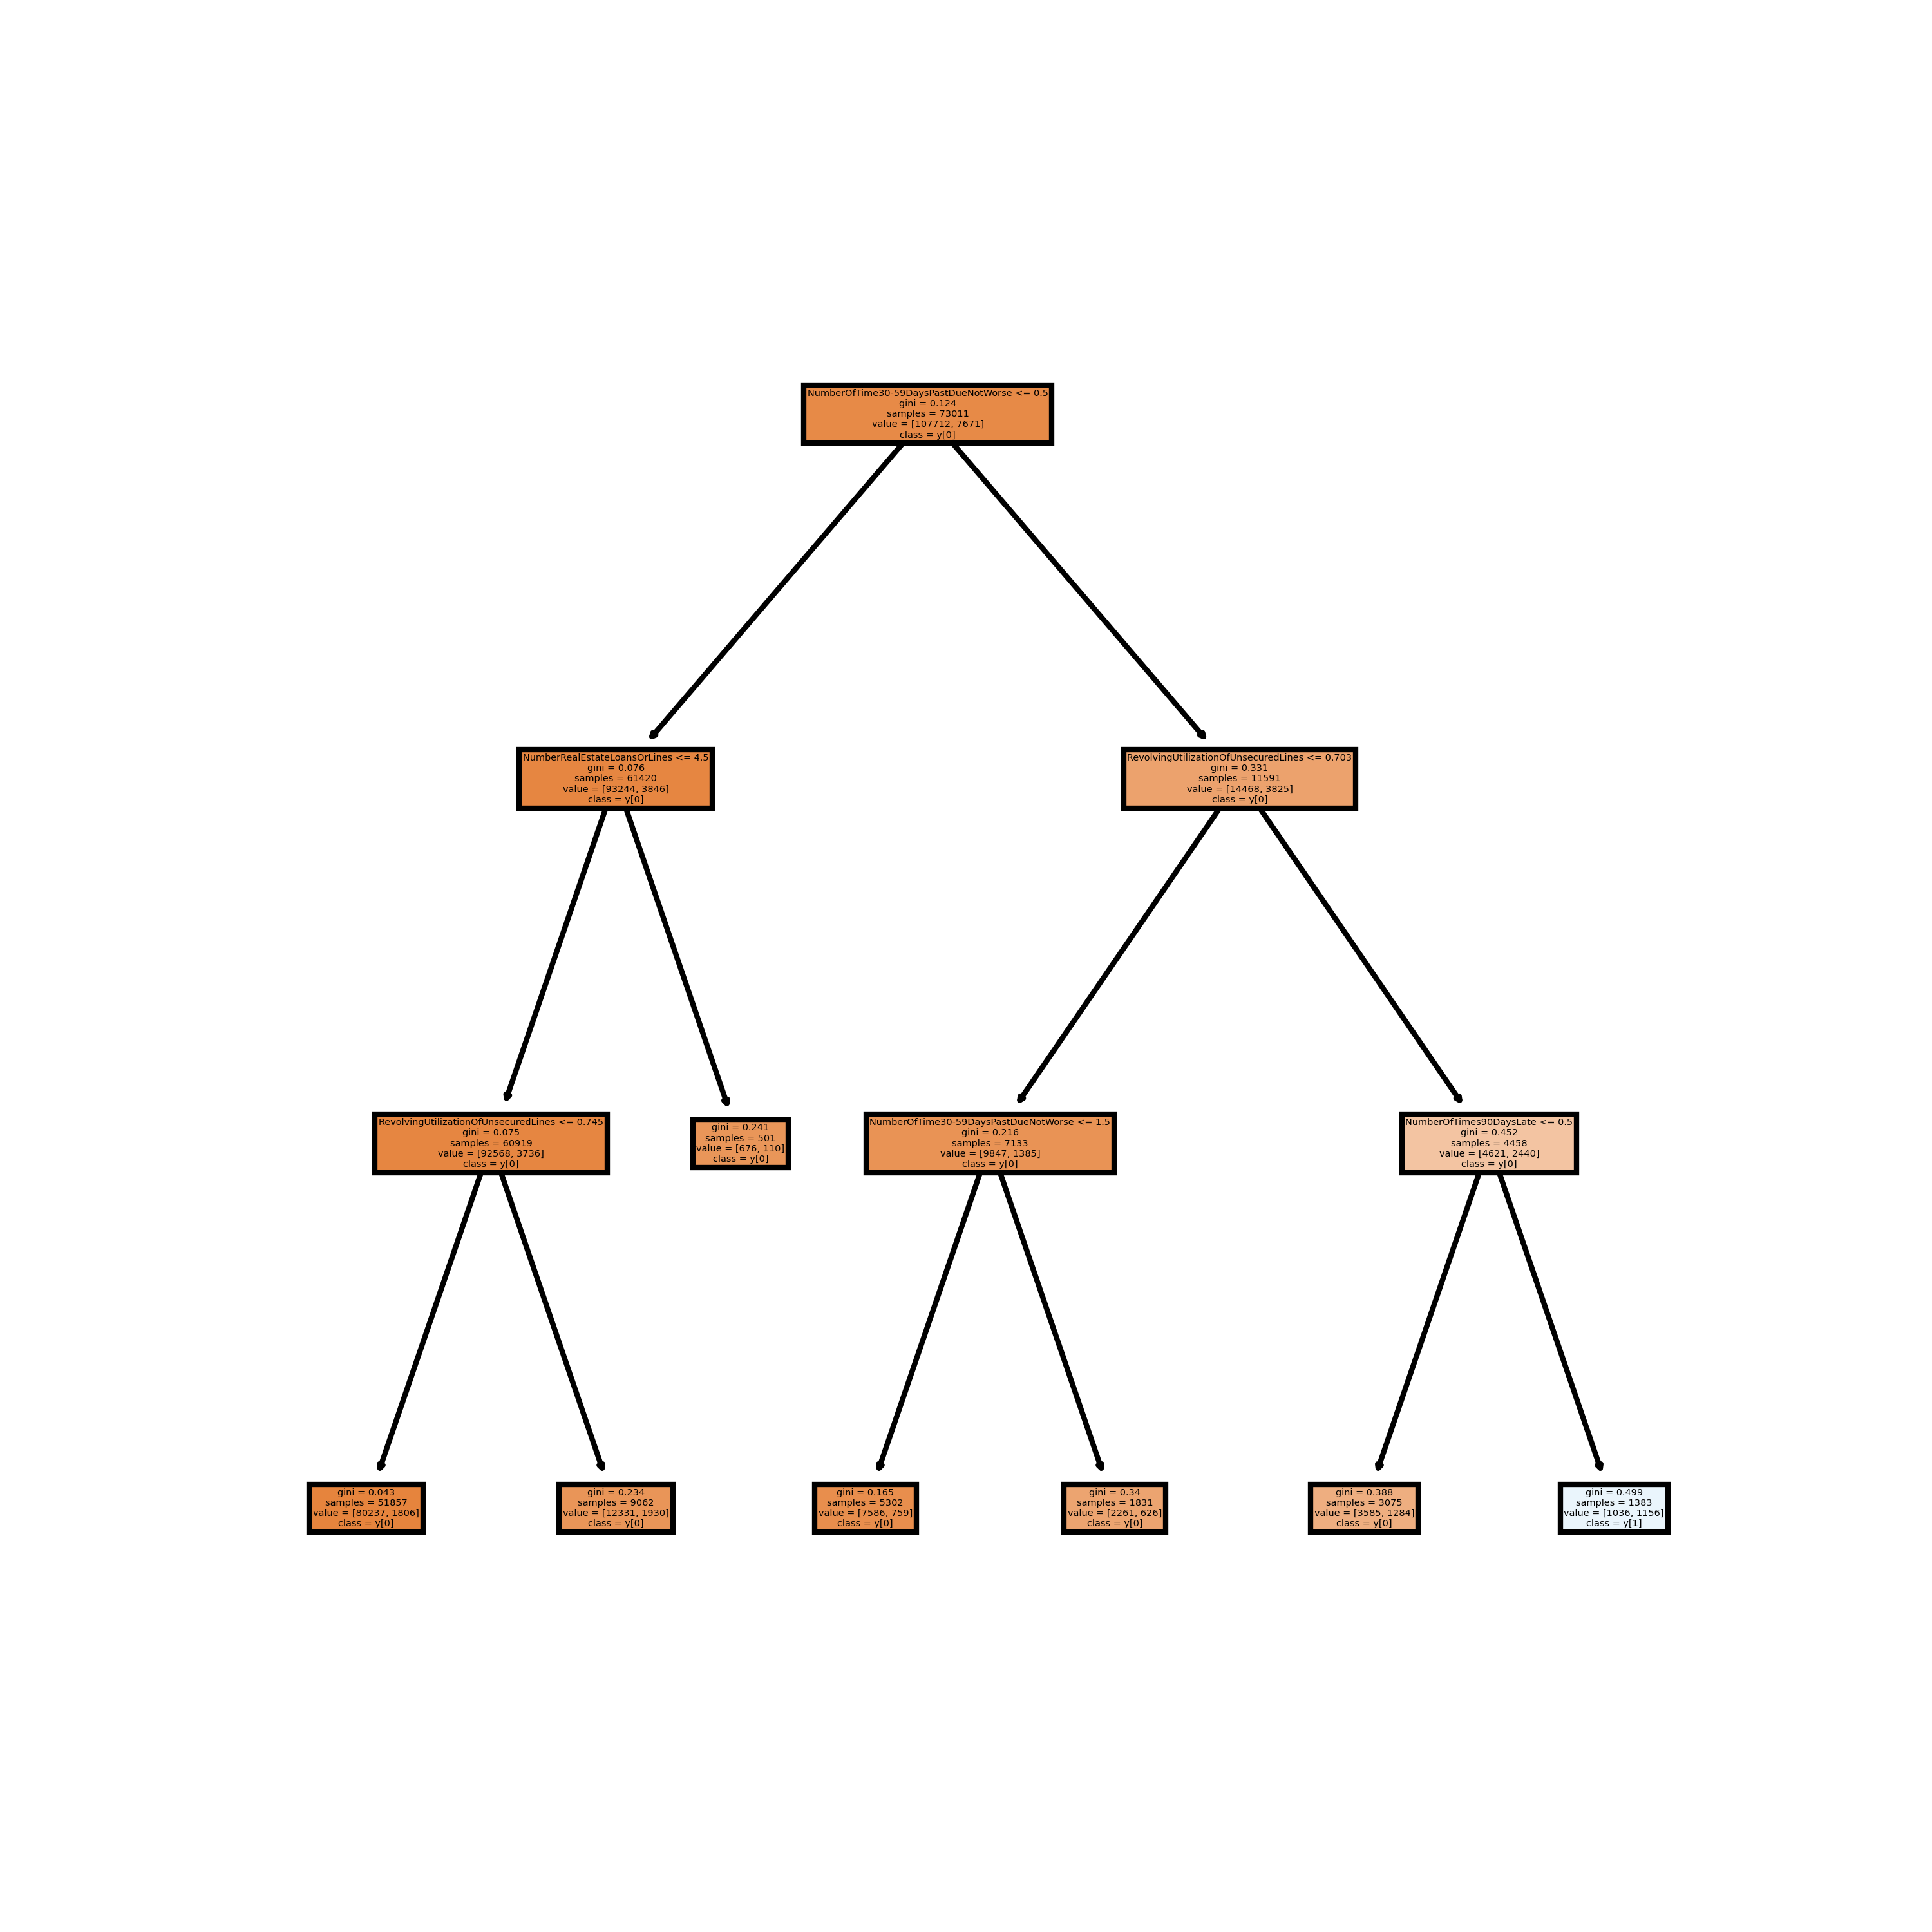 NumberOfTime30-59DaysPastDueNotWorse <= 0.5
gini = 0.124
samples = 73011
value = [107712, 7671]
class = y[0]
NumberRealEstateLoansOrLines <= 4.5
gini = 0.076
samples = 61420
value = [93244, 3846]
class = y[0]
RevolvingUtilizationOfUnsecuredLines <= 0.703
gini = 0.331
samples = 11591
value = [14468, 3825]
class = y[0]
RevolvingUtilizationOfUnsecuredLines <= 0.745
gini = 0.075
samples = 60919
value = [92568, 3736]
class = y[0]
gini = 0.241
samples = 501
value = [676, 110]
class = y[0]
NumberOfTime30-59DaysPastDueNotWorse <= 1.5
gini = 0.216
samples = 7133
value = [9847, 1385]
class = y[0]
NumberOfTimes90DaysLate <= 0.5
gini = 0.452
samples = 4458
value = [4621, 2440]
class = y[0]
gini = 0.043
samples = 51857
value = [80237, 1806]
class = y[0]
gini = 0.234
samples = 9062
value = [12331, 1930]
class = y[0]
gini = 0.165
samples = 5302
value = [7586, 759]
class = y[0]
gini = 0.34
samples = 1831
value = [2261, 626]
class = y[0]
gini = 0.388
samples = 3075
value = [3585, 1284]
class = y[0]
gini = 0.499
samples = 1383
value = [1036, 1156]
class = y[1]